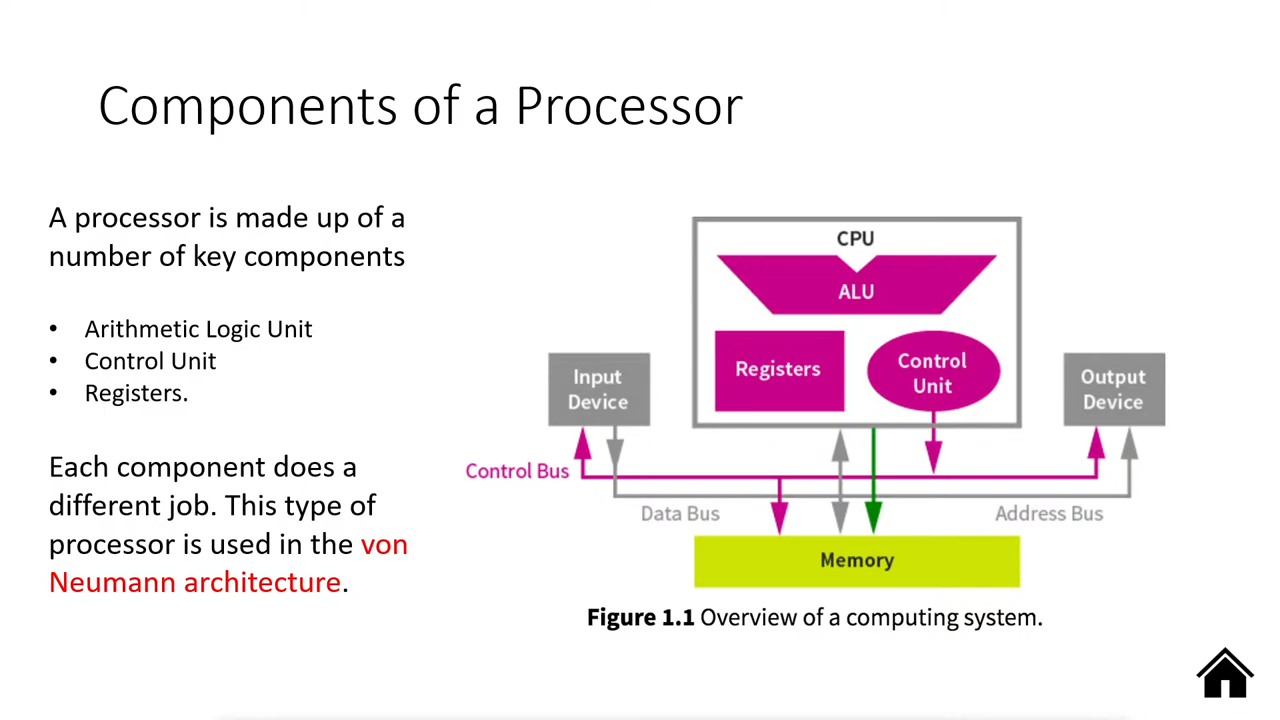 Components of a Processor
A processor is made up of a
number of key components
• Arithmetic Logic Unit
• Control Unit
• Registers.
Each component does a
different job. This type of
processor is used in the von
Neumann architecture.
CPU
ALU
Registers
Control
Unit
Input
Device
Output
Device
Control Bus
Data Bus
Address Bus
Memory
Figure 1.1 Overview of a computing system.